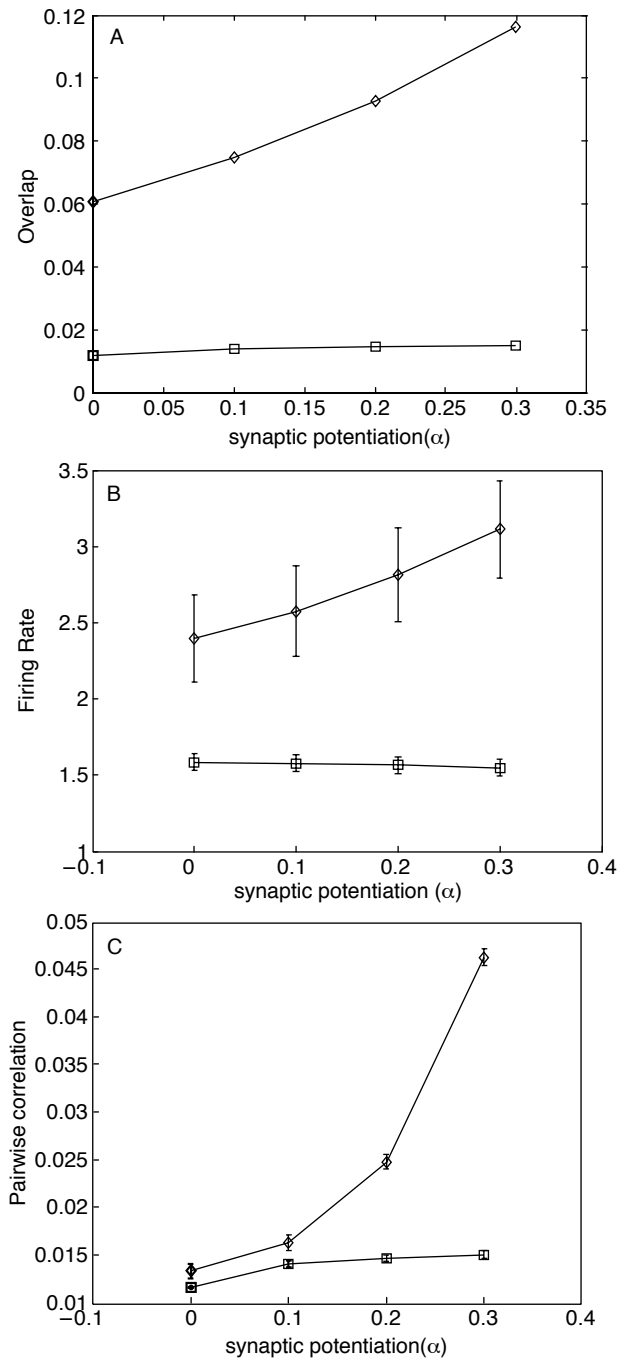 0.12
A
0.1
0.08
0.06
0.04
0.02
0
Overlap
0 0.05 0.1 0.15 0.2 0.25 0.3 0.35
synaptic potentiation(α)
3.5
B
3
2.5
2
1.5
1
Firing Rate
−0.1 0 0.1 0.2 0.3 0.4
synaptic potentiation (α)
0.05
C
0.045
0.04
0.035
0.03
0.025
0.02
0.015
0.01
Pairwise correlation
−0.1 0 0.1 0.2 0.3 0.4
synaptic potentiation(α)